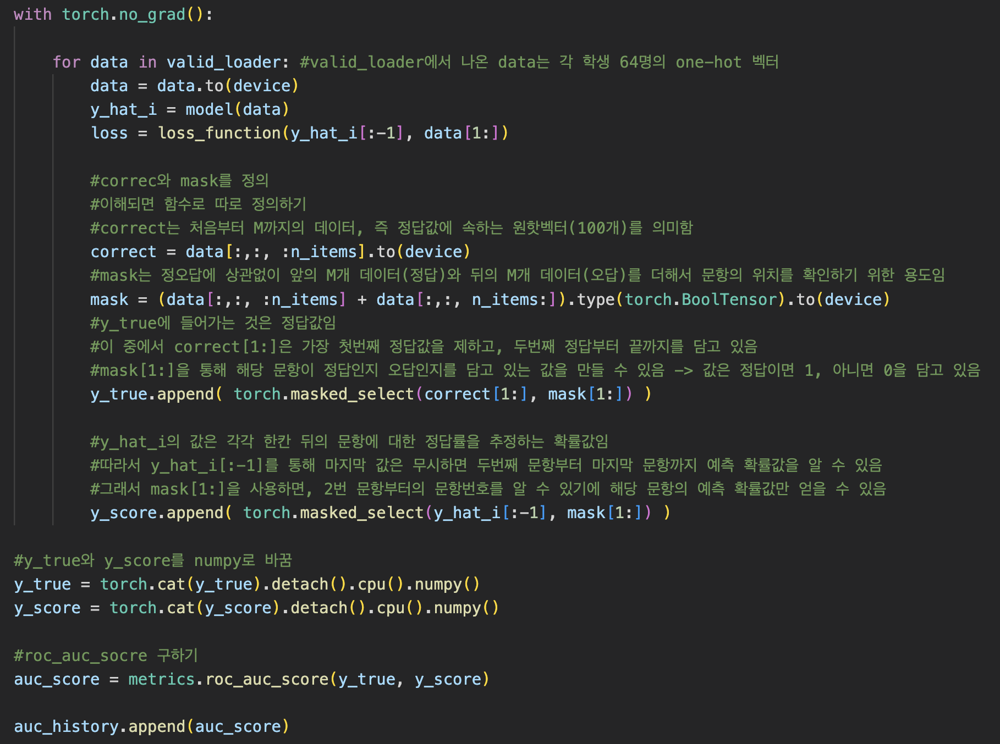 with torch.no_grad():
for data in valid_loader: #valid_loader에서 나온 data는 각 학생 64명의 one-hot 벡터
data = data.to(device)
y_hat_i = model(data)
loss = loss_function(y_hat_i[:-1], data[1:])
#correc와 mask를 정의
#이해되면 함수로 따로 정의하기
#correct는 처음부터 M까지의 데이터, 즉 정답값에 속하는 원핫벡터(100개)를 의미함
correct = data[:,:, :n_items].to(device)
#mask는 정오답에 상관없이 앞의 M개 데이터(정답)와 뒤의 M개 데이터(오답)를 더해서 문항의 위치를 확인하기 위한 용도임
mask = (data[:,:, :n_items] + data[:,:, n_items:]).type(torch.BoolTensor).to(device)
#y_true에 들어가는 것은 정답값임
#이 중에서 correct[1:]은 가장 첫번째 정답값을 제하고, 두번째 정답부터 끝까지를 담고 있음
#mask[1:]을 통해 해당 문항이 정답인지 오답인지를 담고 있는 값을 만들 수 있음 -> 값은 정답이면 1, 아니면 0을 담고 있음
y_true.append( torch.masked_select(correct[1:], mask[1:]) )
#y_hat_i의 값은 각각 한칸 뒤의 문항에 대한 정답률을 추정하는 확률값임
#따라서 y_hat_i[:-1]를 통해 마지막 값은 무시하면 두번째 문항부터 마지막 문항까지 예측 확률값을 알 수 있음
#그래서 mask[1:]을 사용하면, 2번 문항부터의 문항번호를 알 수 있기에 해당 문항의 예측 확률값만 얻을 수 있음
y_score.append( torch.masked_select(y_hat_i[:-1], mask[1:]) )
#y_true와 y_score를 numpy로 바꿈
y_true = torch.cat(y_true).detach().cpu().numpy()
y_score = torch.cat(y_score).detach().cpu().numpy()
#roc_auc_socre 구하기
auc_score = metrics.roc_auc_score(y_true, y_score)
auc_history.append(auc_score)